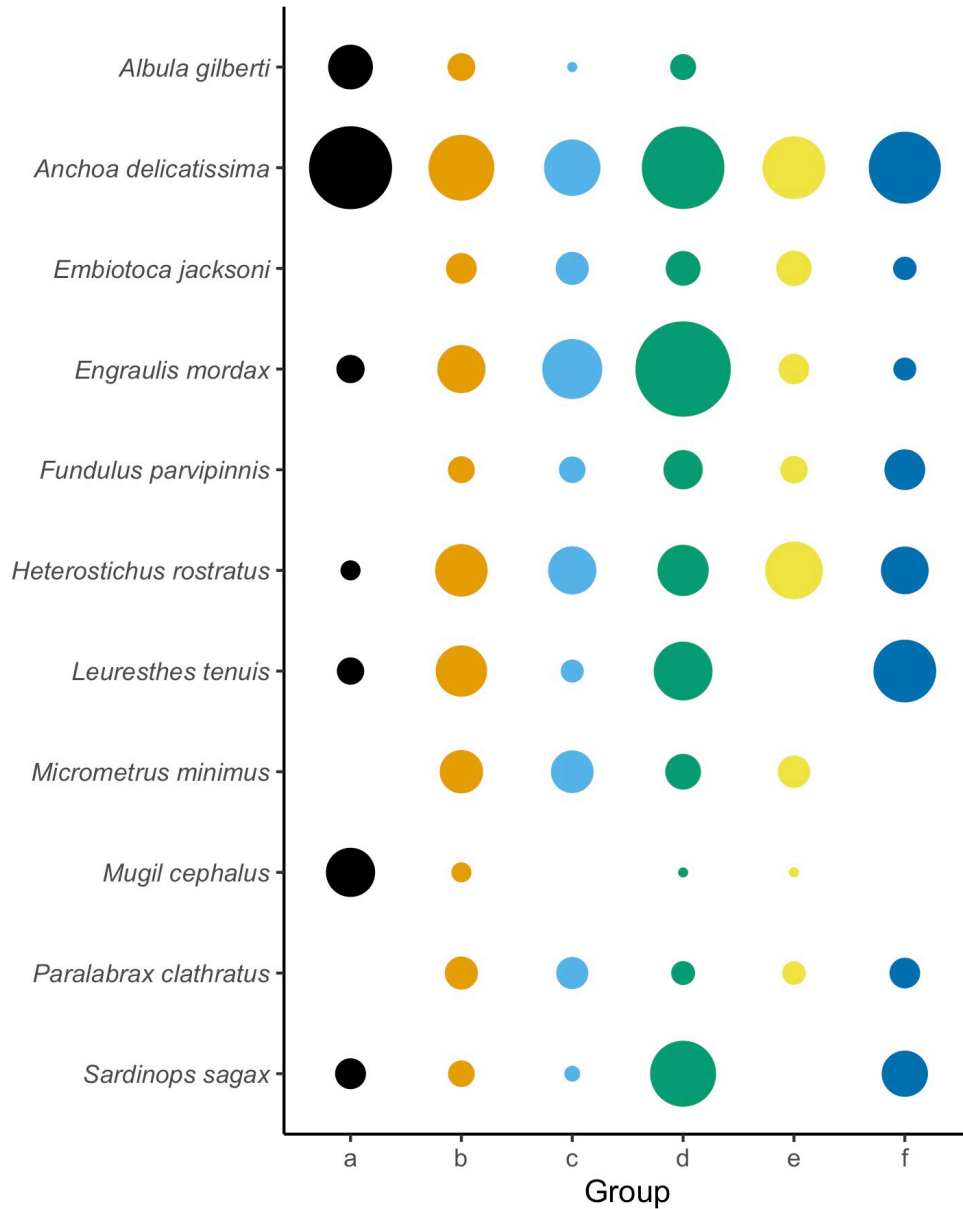 Albula gilberti
Anchoa delicatissima
Embiotoca jacksoni
Engraulis mordax
Fundulus parvipinnis
Heterostichus rostratus
Leuresthes tenuis
Micrometrus minimus
Mugil cephalus
Paralabrax clathratus
Sardinops sagax
a b c d e f
Group